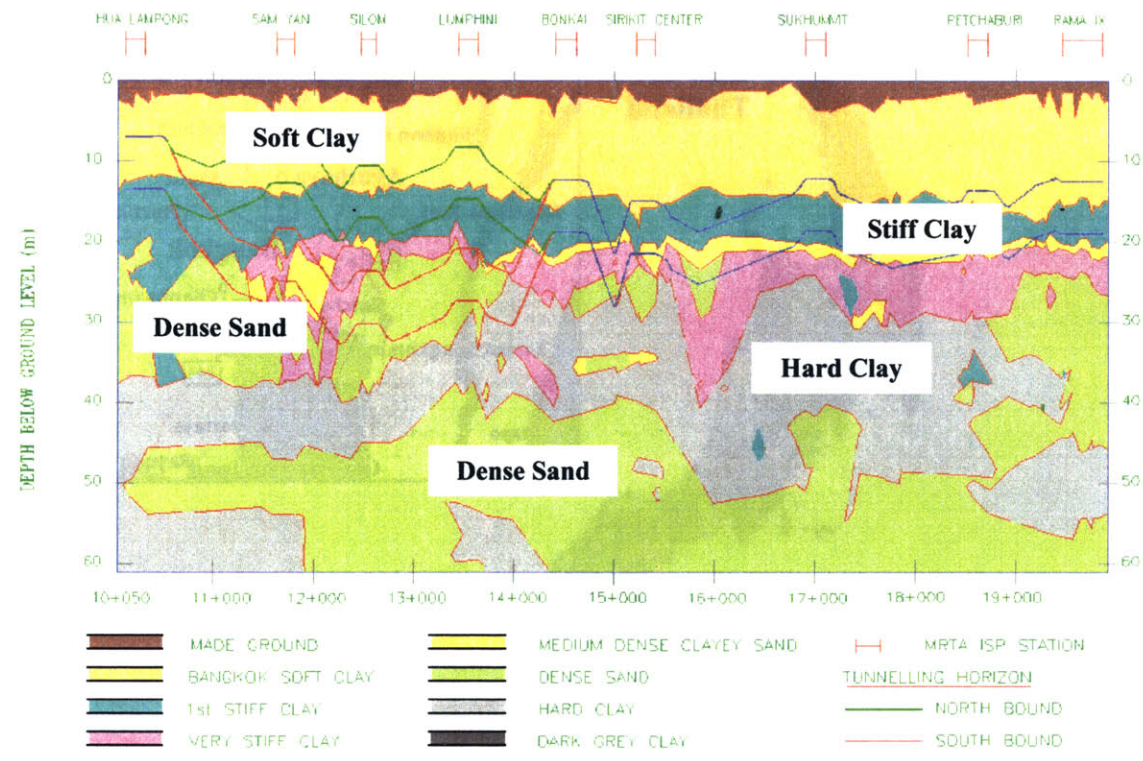 HUA LAMPONG SAM YAN SILOM LUMPHINI BONKAI SIRIKIT CENTER SUKHUMMIT PETCHABURI RAMA IX
0 0
Soft Clay
10 10
Stiff Clay
20 20
Dense Sand
30 30
Hard Clay
40 40
Dense Sand
50 50
60 60
DEPTH BELOW GROUND LEVEL (m)
10+050 11+000 12+000 13+000 14+000 15+000 16+000 17+000 18+000 19+000
MADE GROUND MEDIUM DENSE CLAYEY SAND MRTA ISP STATION
BANGKOK SOFT CLAY DENSE SAND TUNNELLING HORIZON
1st STIFF CLAY HARD CLAY NORTH BOUND
VERY STIFF CLAY DARK GREY CLAY SOUTH BOUND